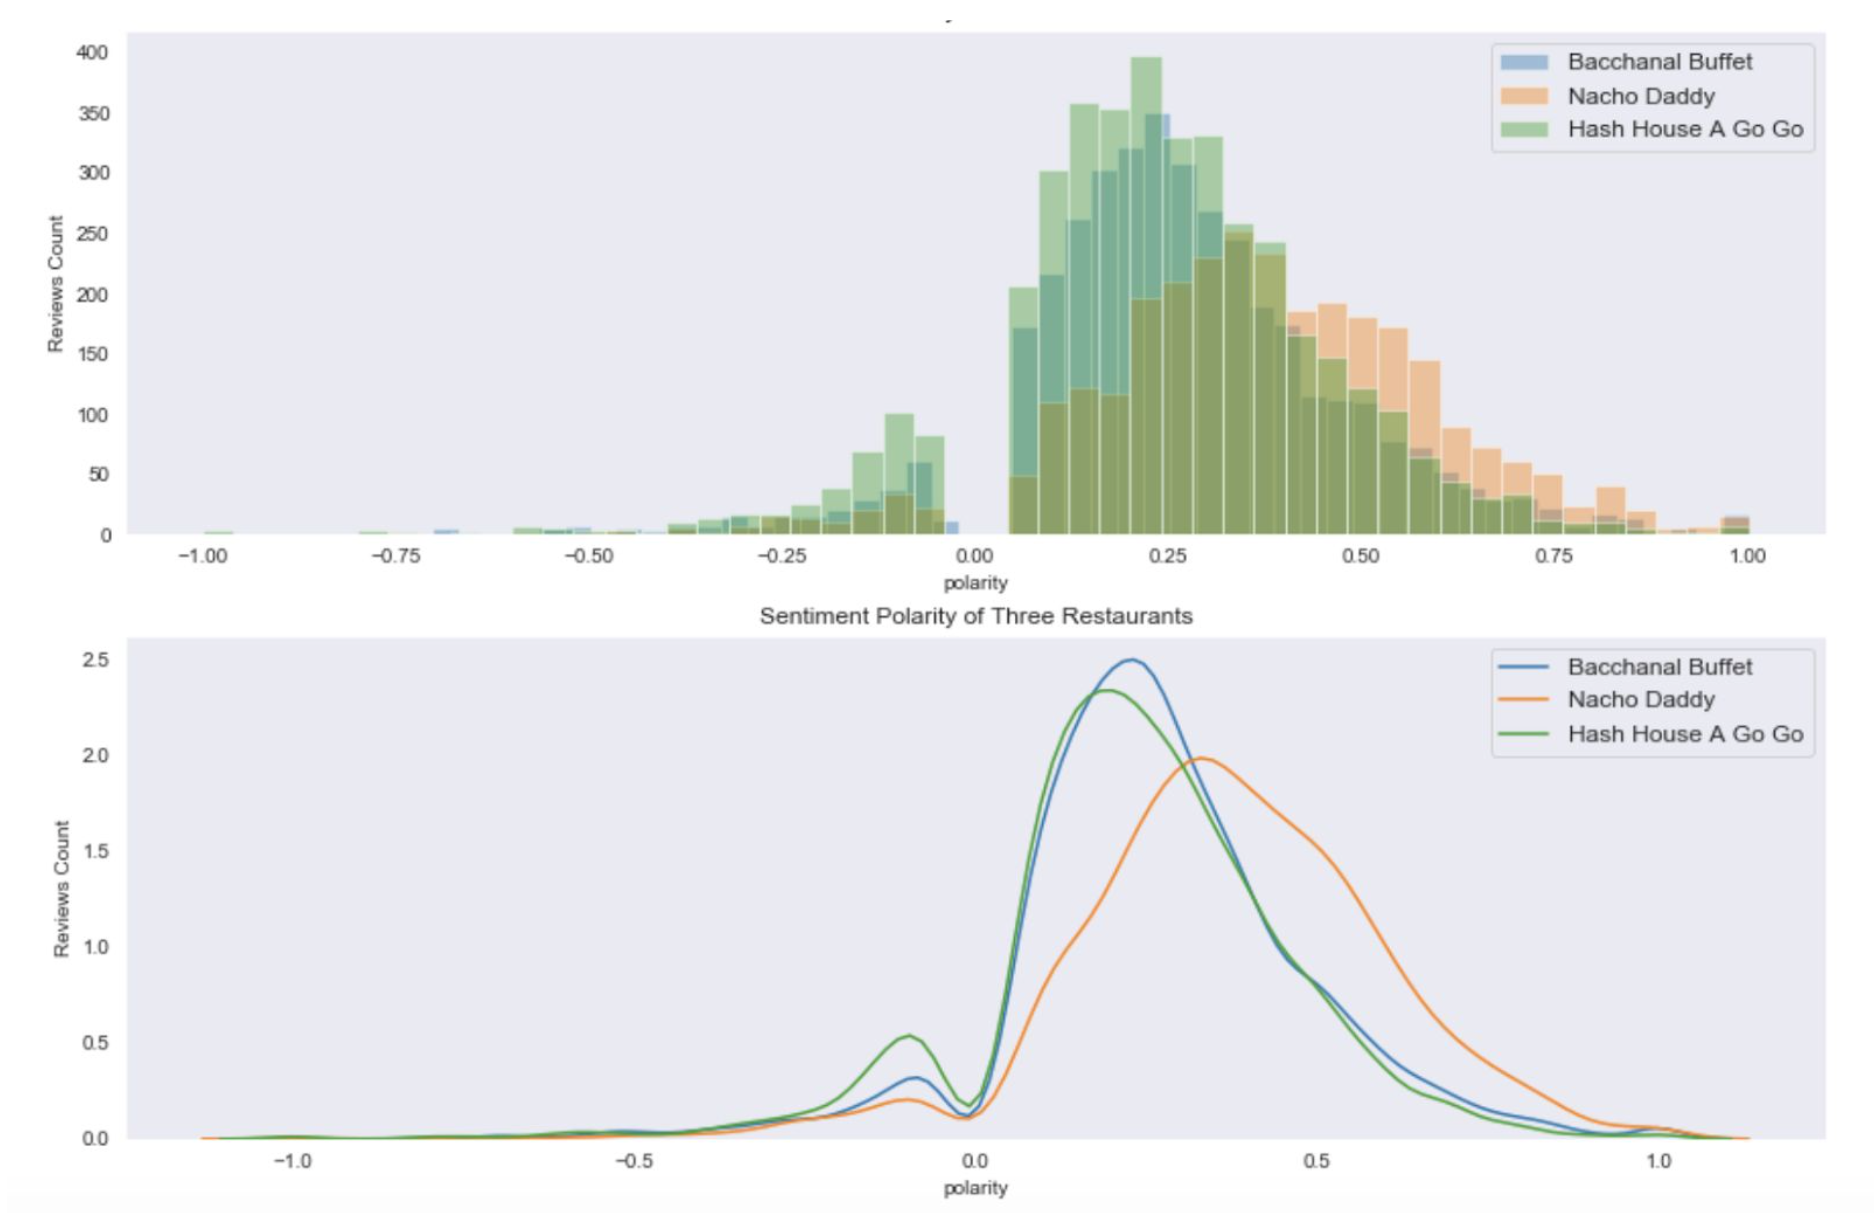 400
350
300
250
200
150
100
50
0
Reviews Count
Bacchanal Buffet
Nacho Daddy
Hash House A Go Go
−1.00 −0.75 −0.50 −0.25 0.00 0.25 0.50 0.75 1.00
polarity
Sentiment Polarity of Three Restaurants
2.5
2.0
1.5
1.0
0.5
0.0
Reviews Count
Bacchanal Buffet
Nacho Daddy
Hash House A Go Go
−1.0 −0.5 0.0 0.5 1.0
polarity